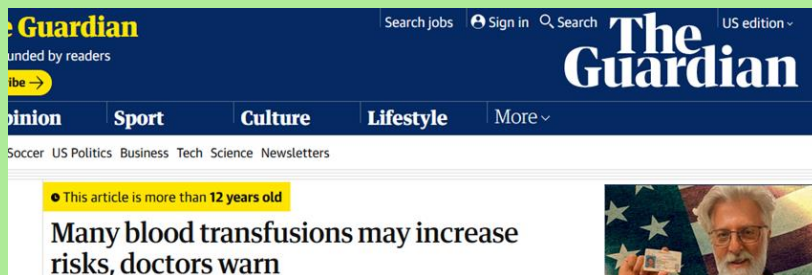 e Guardian
unded by readers
ibe →
Search jobs Sign in Search US edition
The
Guardian
pinion Sport Culture Lifestyle More
Soccer US Politics Business Tech Science Newsletters
This article is more than 12 years old
Many blood transfusions may increase
risks, doctors warn